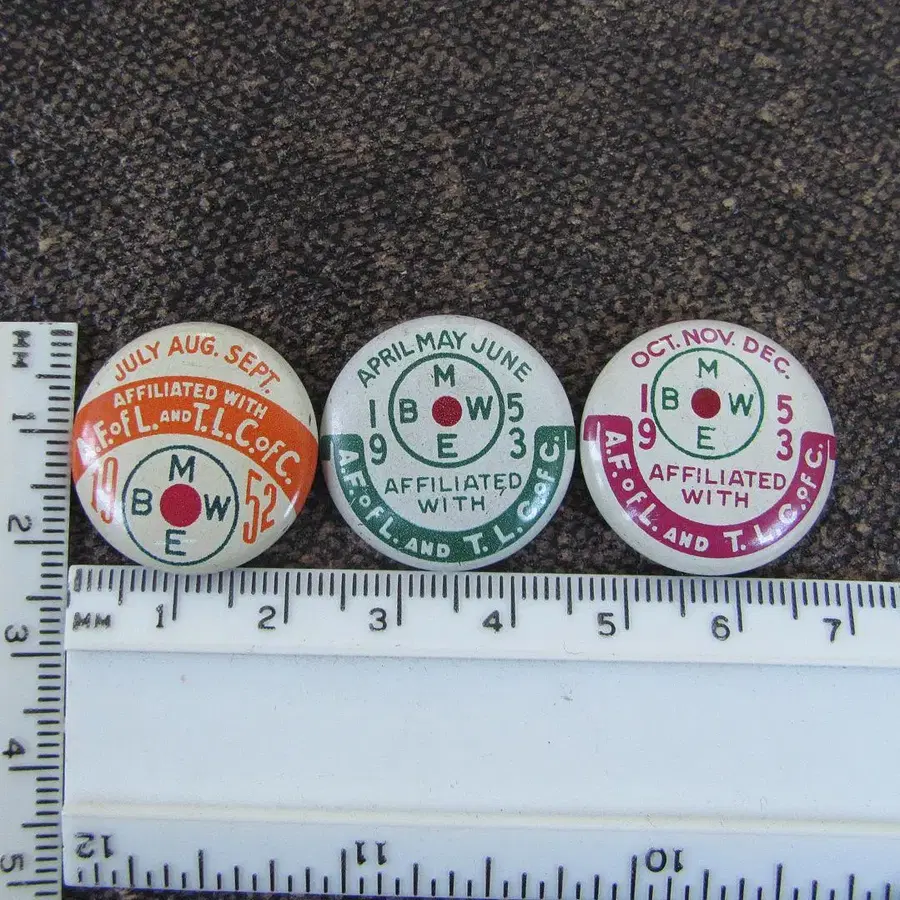 JULY AUG. SEPT.
AFFILIATED WITH
A.F. of L. AND T.L.C. of C.
19 52
M
B W
E
APRIL MAY JUNE
M
1 B W 5
9 3
E
AFFILIATED
WITH
A.F. of L. AND T.L.C. of C.
OCT. NOV. DEC.
M
1 B W 5
9 3
E
AFFILIATED
WITH
A.F. of L. AND T.L.C. of C.
MM
1
2
3
4
5
MM 1 2 3 4 5 6 7
12 11 10